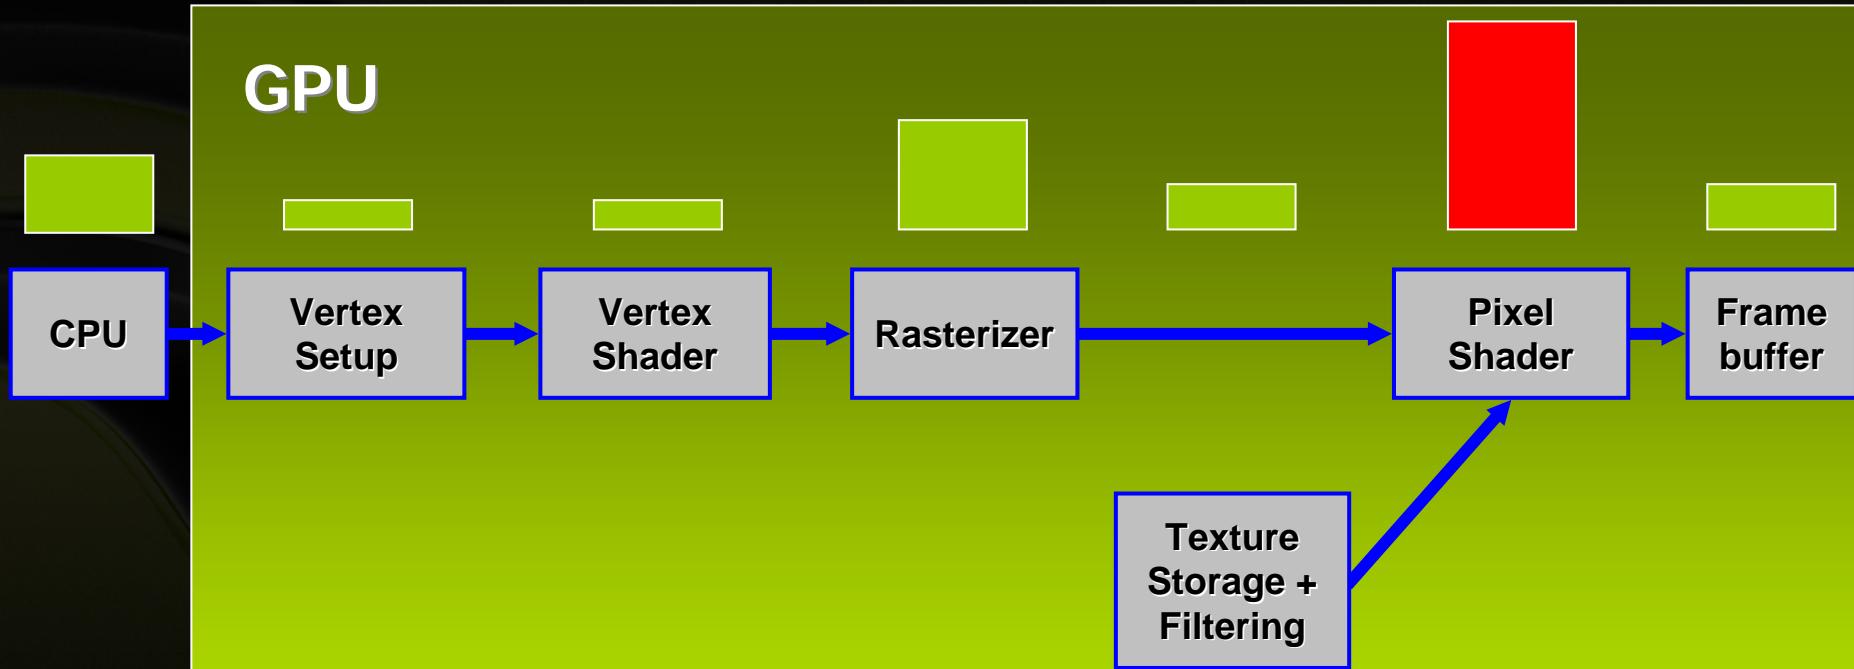 GPU
CPU
Vertex
Setup
Vertex
Shader
Rasterizer
Pixel
Shader
Frame
buffer
Texture
Storage +
Filtering